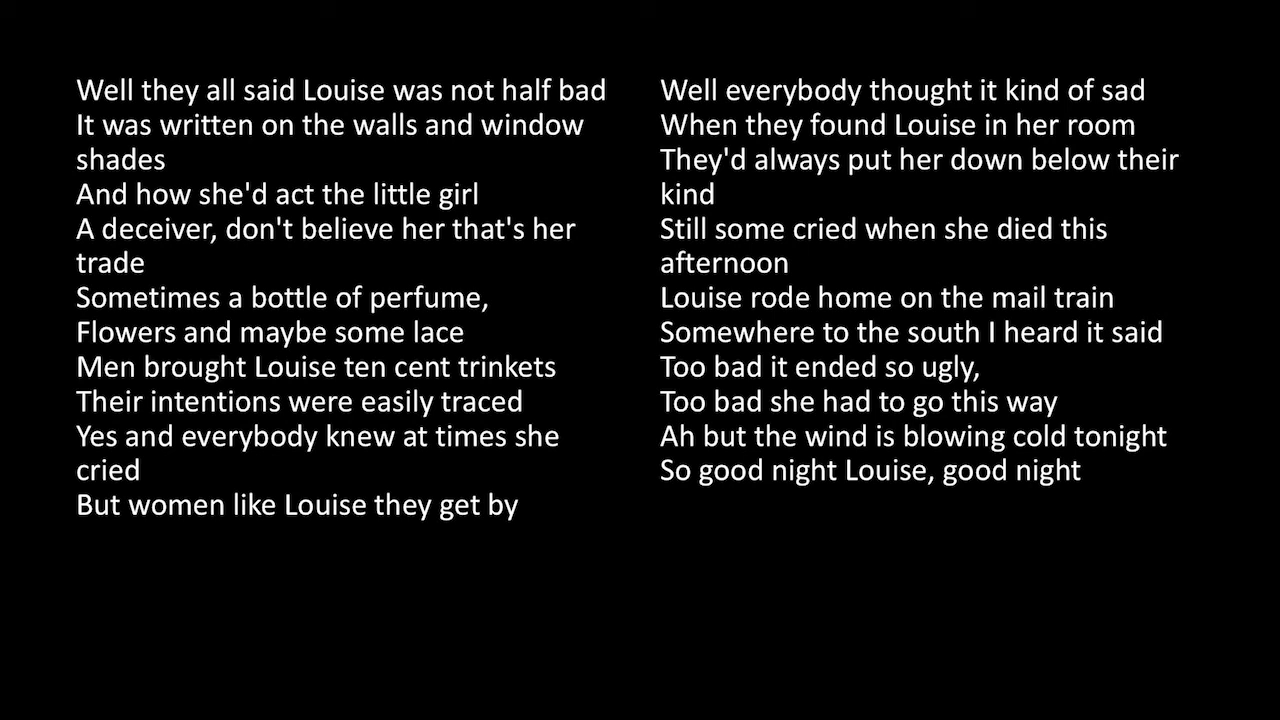 Well they all said Louise was not half bad
It was written on the walls and window
shades
And how she'd act the little girl
A deceiver, don't believe her that's her
trade
Sometimes a bottle of perfume,
Flowers and maybe some lace
Men brought Louise ten cent trinkets
Their intentions were easily traced
Yes and everybody knew at times she
cried
But women like Louise they get by
Well everybody thought it kind of sad
When they found Louise in her room
They'd always put her down below their
kind
Still some cried when she died this
afternoon
Louise rode home on the mail train
Somewhere to the south I heard it said
Too bad it ended so ugly,
Too bad she had to go this way
Ah but the wind is blowing cold tonight
So good night Louise, good night